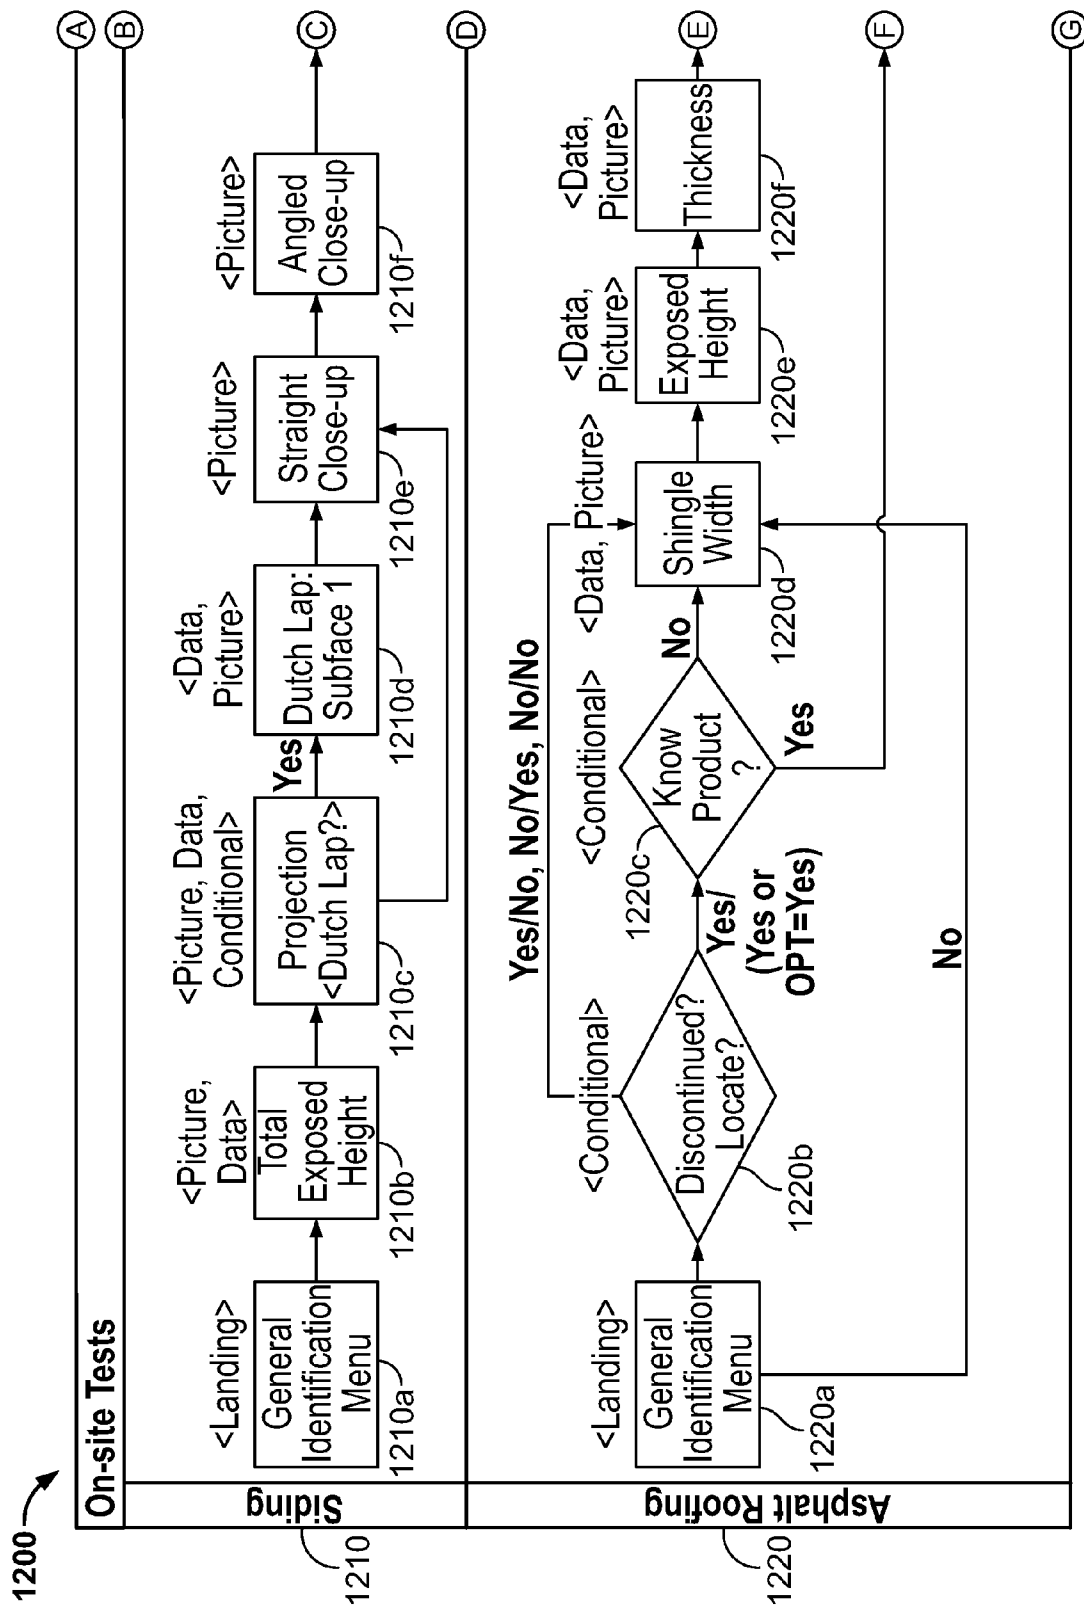 1200
On-site Tests
A
B
1210
Siding
<Landing>
General
Identification
Menu
1210a
<Picture,
Data>
Total
Exposed
Height
1210b
<Picture, Data,
Conditional>
Projection
<Dutch Lap?>
1210c
Yes
<Data,
Picture>
Dutch Lap:
Subface 1
1210d
<Picture>
Straight
Close-up
1210e
<Picture>
Angled
Close-up
1210f
C
D
1220
Asphalt Roofing
<Landing>
General
Identification
Menu
1220a
No
<Conditional>
Discontinued?
Locate?
1220b
Yes/No, No/Yes, No/No
Yes/
(Yes or
OPT=Yes)
<Conditional>
Know
Product
?
1220c
No
Yes
<Data, Picture>
Shingle
Width
1220d
<Data,
Picture>
Exposed
Height
1220e
<Data,
Picture>
Thickness
1220f
E
F
G